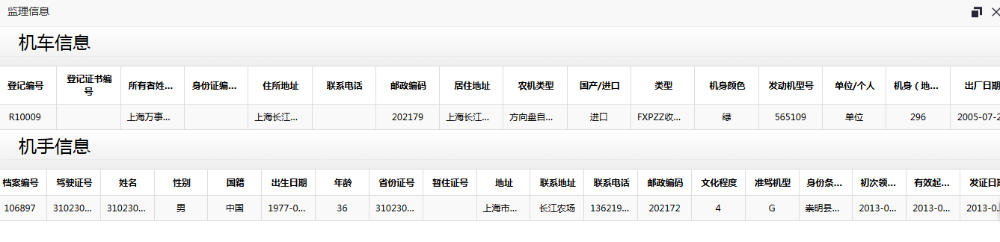 监理信息
机车信息
登记编号 登记证书编号 所有者姓... 身份证编... 住所地址 联系电话 邮政编码 居住地址 农机类型 国产/进口 类型 机身颜色 发动机型号 单位/个人 机身（地... 出厂日期
R10009 上海万事... 上海长江... 202179 上海长江... 方向盘自... 进口 FXPZZ收... 绿 565109 单位 296 2005-07-2
机手信息
档案编号 驾驶证号 姓名 性别 国籍 出生日期 年龄 省份证号 暂住证号 地址 联系地址 联系电话 邮政编码 文化程度 准驾机型 身份条... 初次领... 有效起... 发证日期
106897 310230... 310230... 男 中国 1977-0... 36 310230... 上海市... 长江农场 136219... 202172 4 G 崇明县... 2013-0... 2013-0... 2013-0...